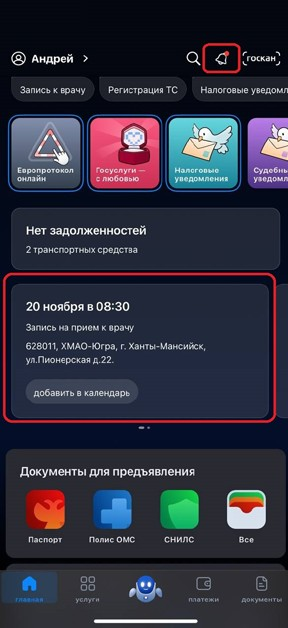 Андрей
госкан
Запись к врачу
Регистрация ТС
Налоговые уведомл
Европротокол
онлайн
Госуслуги —
с любовью
Налоговые
уведомления
Судебны
уведомл
Нет задолженностей
2 транспортных средства
20 ноября в 08:30
Запись на прием к врачу
628011, ХМАО-Югра, г. Ханты-Мансийск,
ул.Пионерская д.22.
добавить в календарь
Документы для предъявления
Паспорт
Полис ОМС
СНИЛС
Все
главная
услуги
платежи
документы